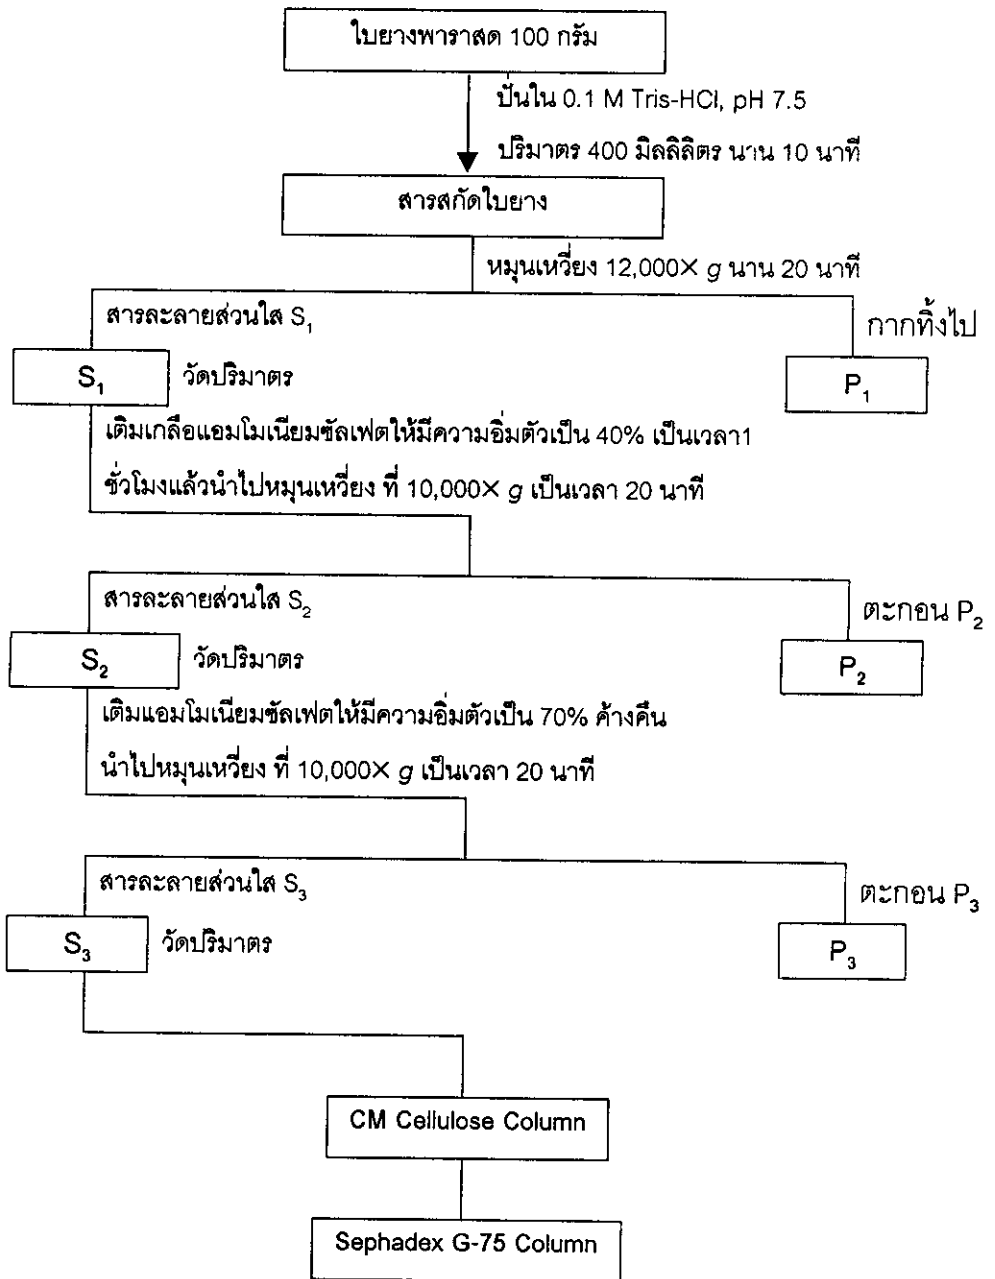 ใบยางพาราสด 100 กรัม
ปั่นใน 0.1 M Tris-HCl, pH 7.5
ปริมาตร 400 มิลลิลิตร นาน 10 นาที
สารสกัดใบยาง
หมุนเหวี่ยง 12,000× g นาน 20 นาที
สารละลายส่วนใส S₁
กากทิ้งไป
S₁ วัดปริมาตร
P₁
เติมเกลือแอมโมเนียมซัลเฟตให้มีความอิ่มตัวเป็น 40% เป็นเวลา1
ชั่วโมงแล้วนำไปหมุนเหวี่ยง ที่ 10,000× g เป็นเวลา 20 นาที
สารละลายส่วนใส S₂
ตะกอน P₂
S₂ วัดปริมาตร
P₂
เติมแอมโมเนียมซัลเฟตให้มีความอิ่มตัวเป็น 70% ค้างคืน
นำไปหมุนเหวี่ยง ที่ 10,000× g เป็นเวลา 20 นาที
สารละลายส่วนใส S₃
ตะกอน P₃
S₃ วัดปริมาตร
P₃
CM Cellulose Column
Sephadex G-75 Column